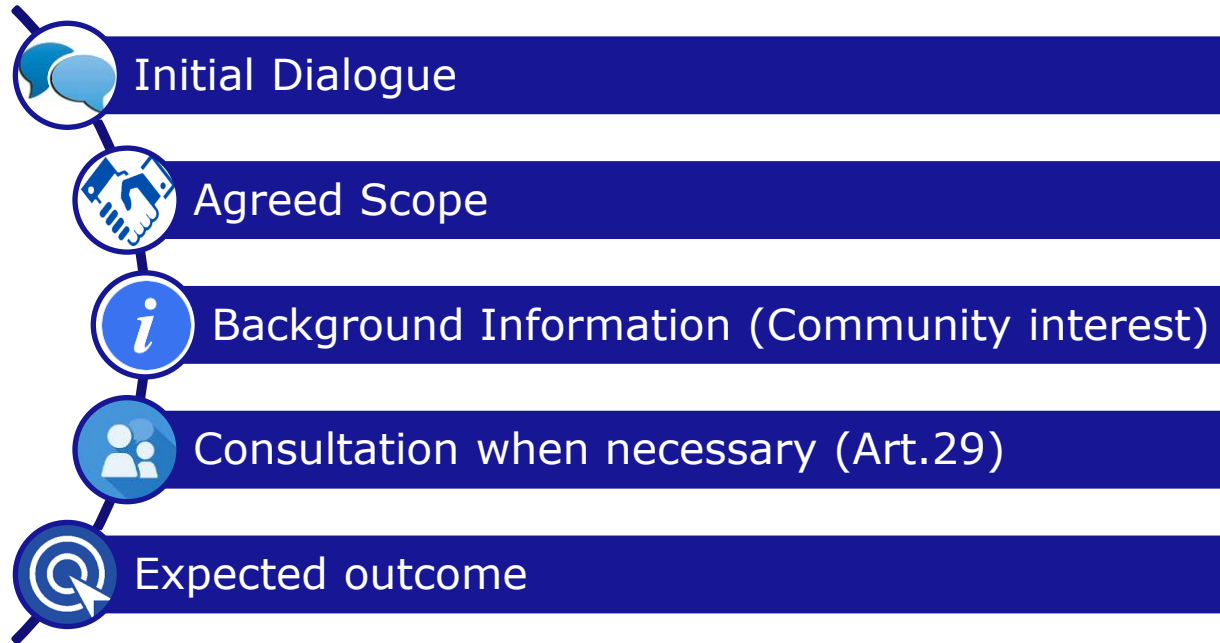 Initial Dialogue
Agreed Scope
i Background Information (Community interest)
Consultation when necessary (Art.29)
Expected outcome